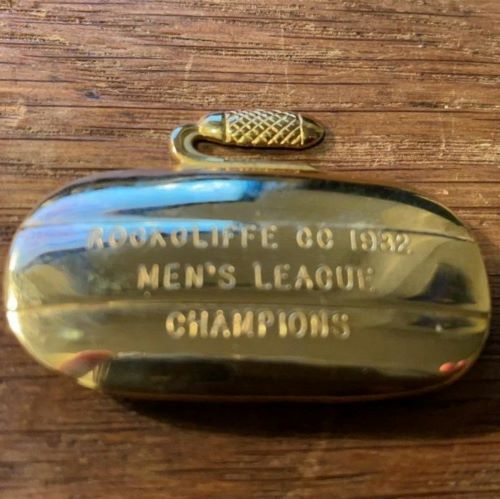 ROCKCLIFFE CC 1932
MEN'S LEAGUE
CHAMPIONS